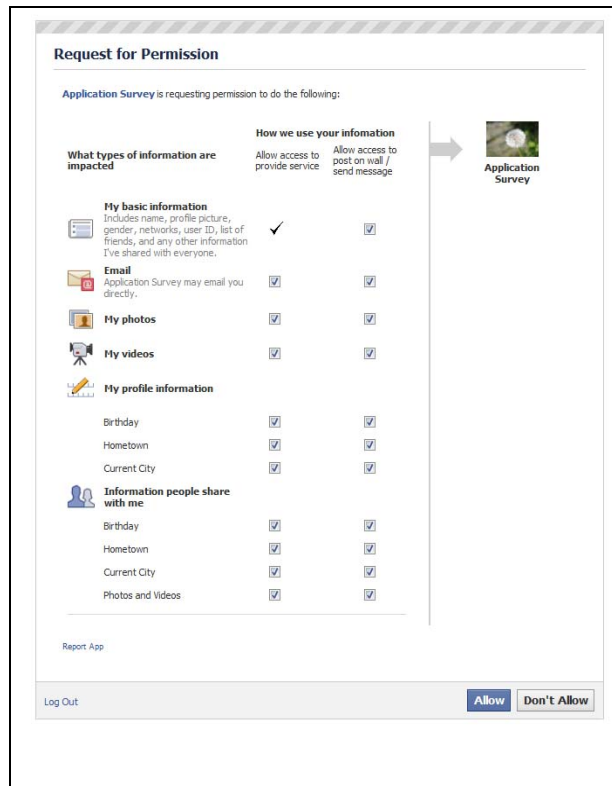 Request for Permission
Application Survey is requesting permission to do the following:
How we use your infomation
What types of information are
impacted
Allow access to
provide service
Allow access to
post on wall /
send message
Application
Survey
My basic information
Includes name, profile picture,
gender, networks, user ID, list of
friends, and any other information
I've shared with everyone.
Email
Application Survey may email you
directly.
My photos
My videos
My profile information
Birthday
Hometown
Current City
Information people share
with me
Birthday
Hometown
Current City
Photos and Videos
Report App
Log Out
Allow
Don't Allow